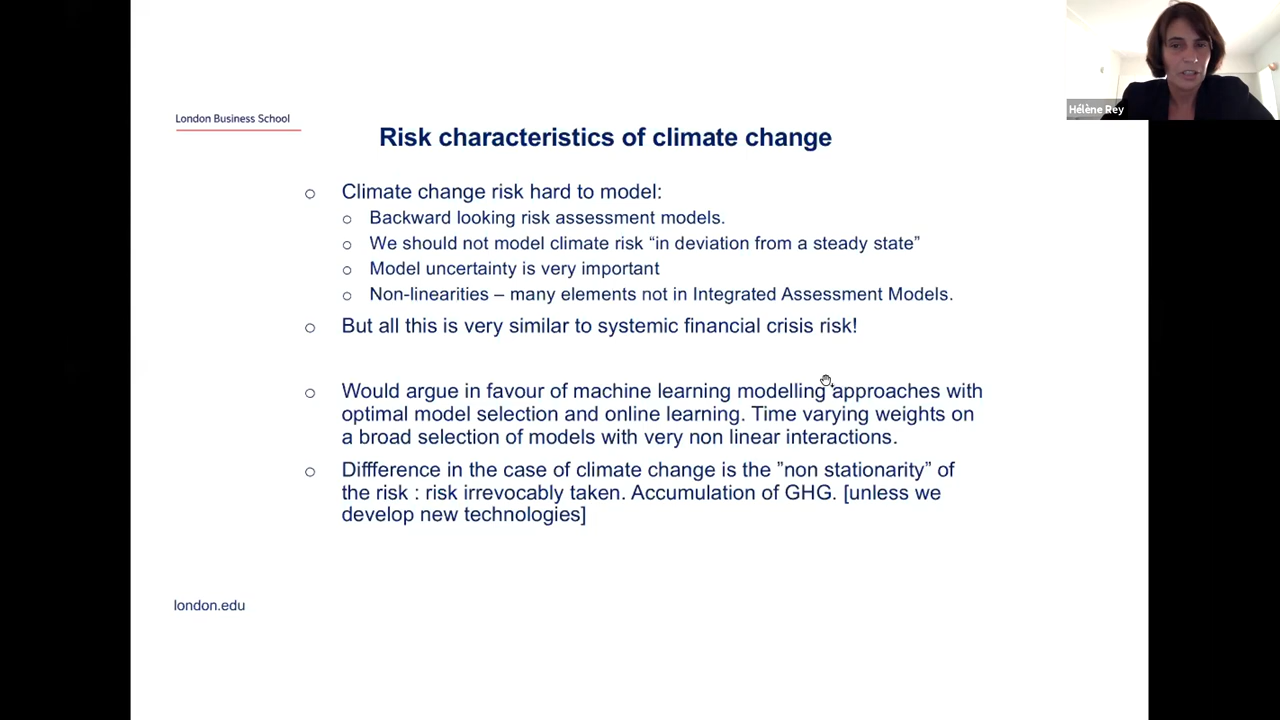 Hélène Rey
London Business School
Risk characteristics of climate change
Climate change risk hard to model:
Backward looking risk assessment models.
We should not model climate risk “in deviation from a steady state”
Model uncertainty is very important
Non-linearities – many elements not in Integrated Assessment Models.
But all this is very similar to systemic financial crisis risk!
Would argue in favour of machine learning modelling approaches with
optimal model selection and online learning. Time varying weights on
a broad selection of models with very non linear interactions.
Diffference in the case of climate change is the ”non stationarity” of
the risk : risk irrevocably taken. Accumulation of GHG. [unless we
develop new technologies]
london.edu